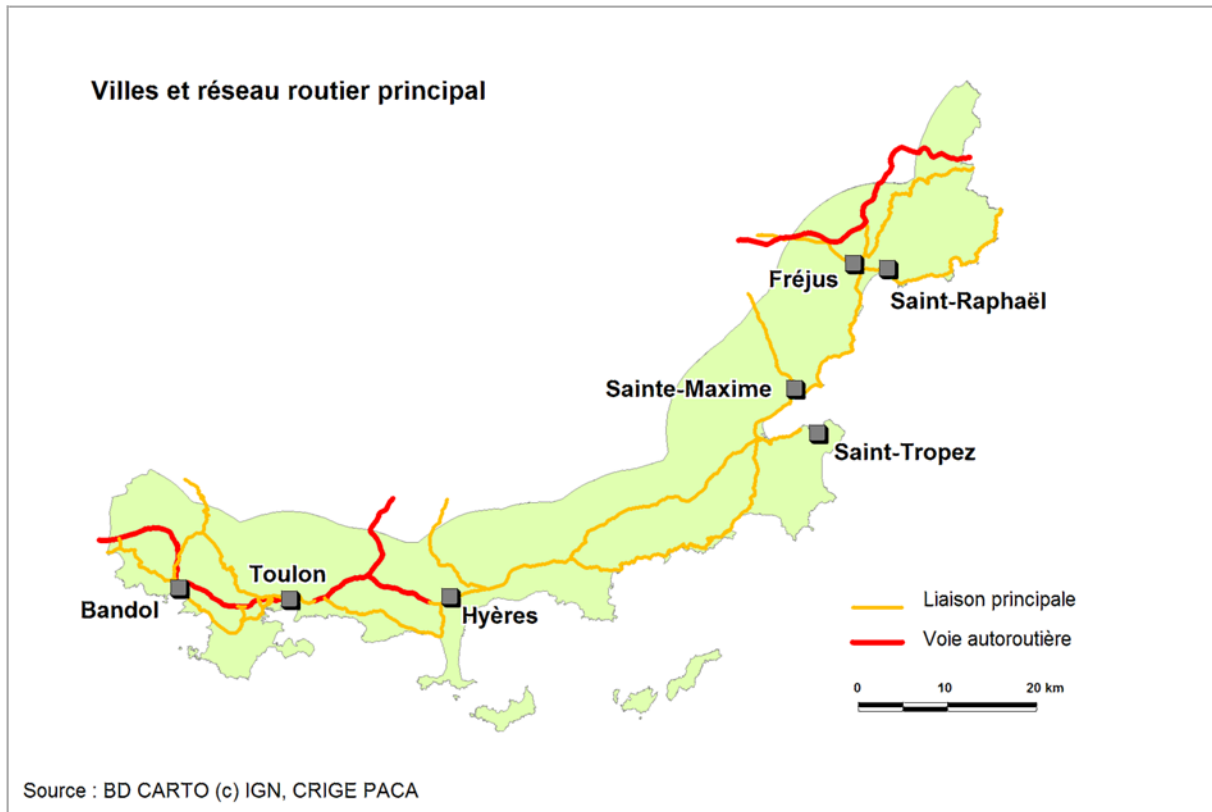 Villes et réseau routier principal
Fréjus
Saint-Raphaël
Sainte-Maxime
Saint-Tropez
Toulon
Bandol
Hyères
Liaison principale
Voie autoroutière
0 10 20 km
Source : BD CARTO (c) IGN, CRIGE PACA